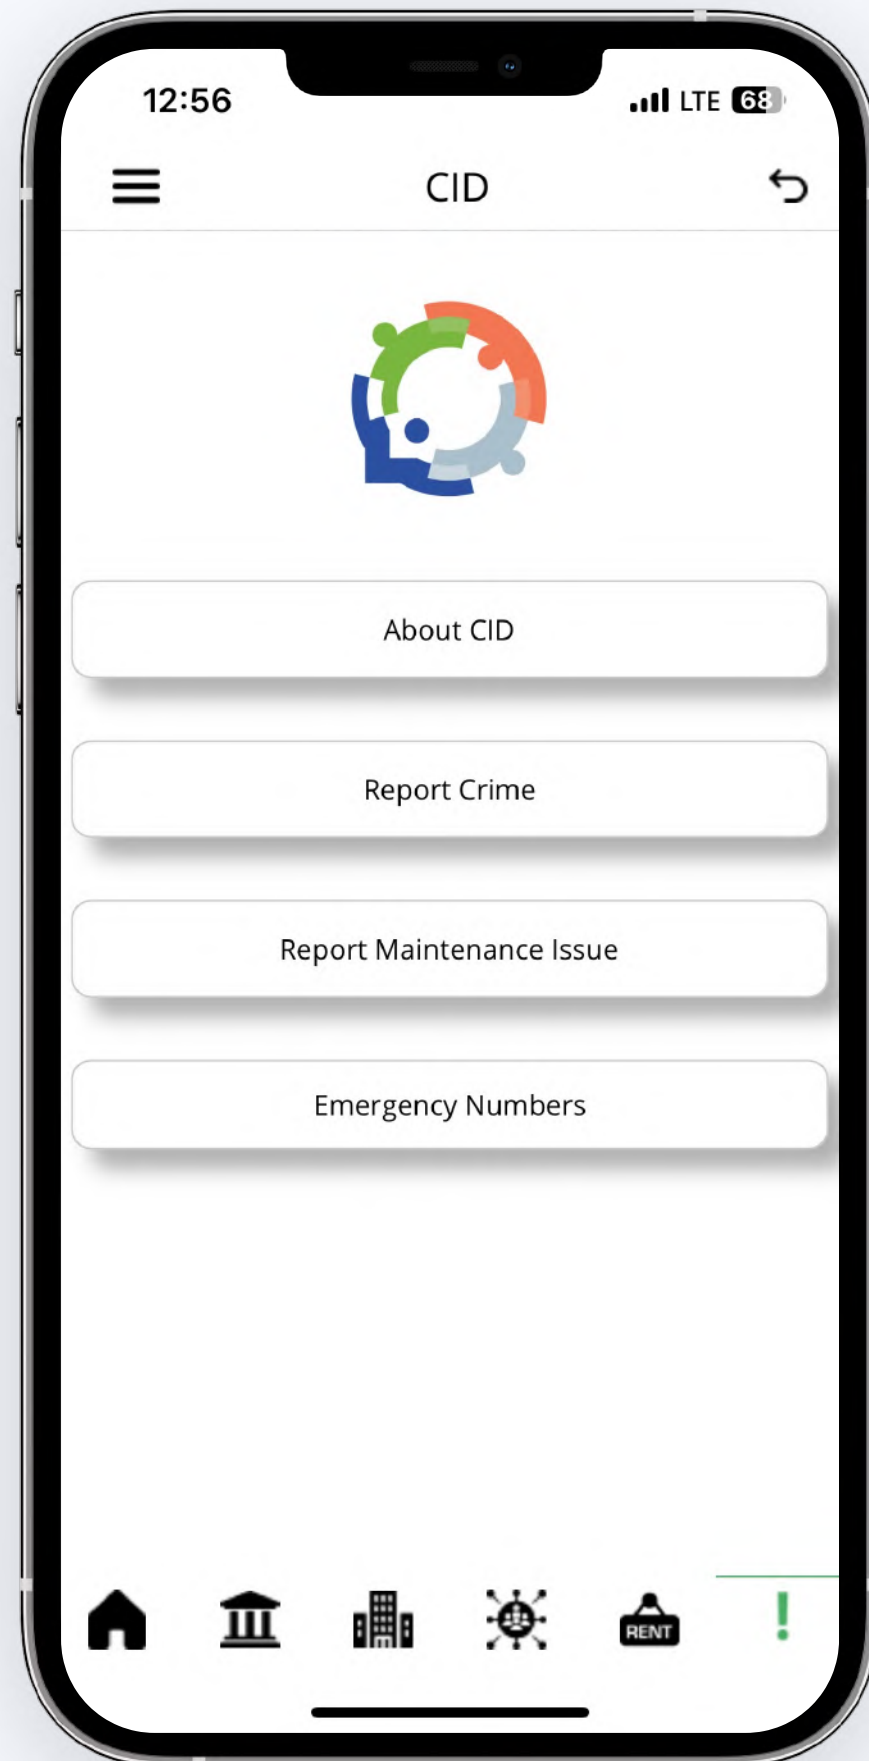 12:56
LTE 68
CID
About CID
Report Crime
Report Maintenance Issue
Emergency Numbers
RENT
!